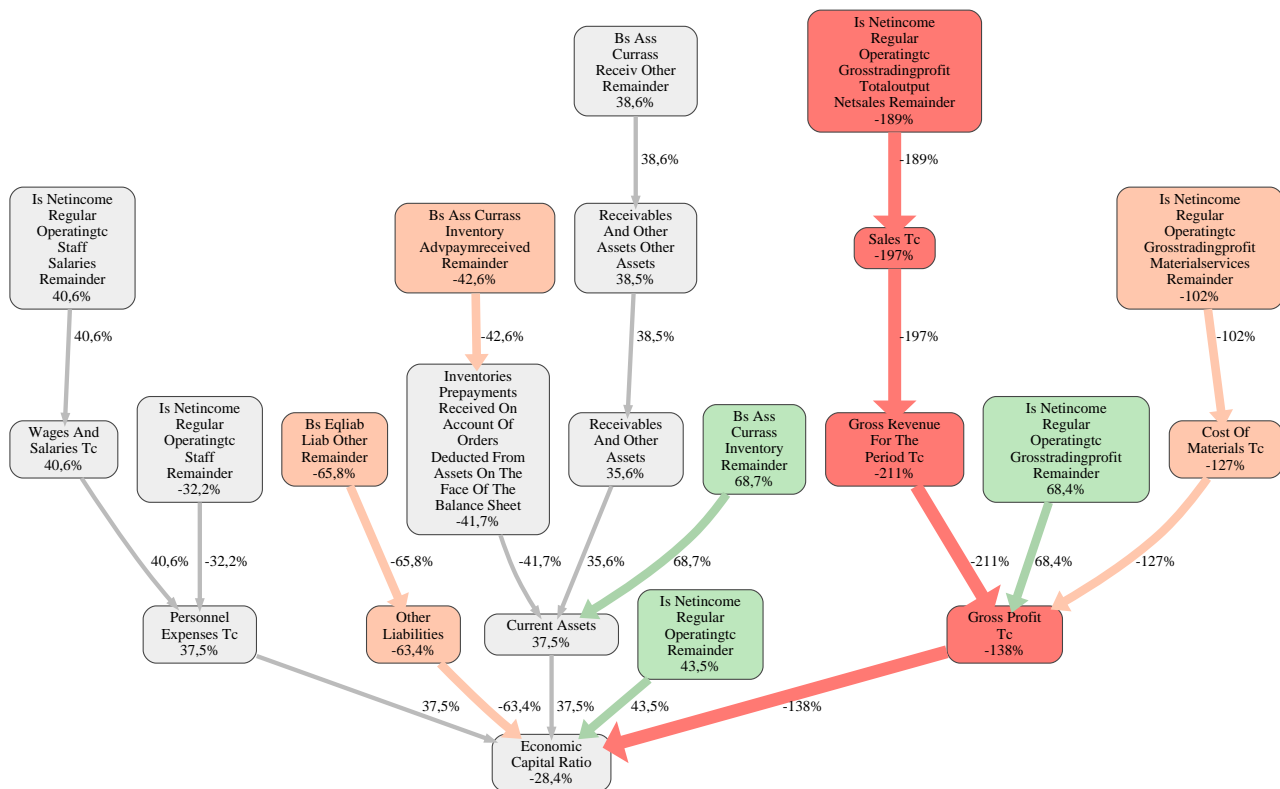 Bs Ass
Currass
Receiv Other
Remainder
38,6%
Is Netincome
Regular
Operatingtc
Grosstradingprofit
Totaloutput
Netsales Remainder
-189%
38,6%
-189%
Is Netincome
Regular
Operatingtc
Staff
Salaries
Remainder
40,6%
Bs Ass Currass
Inventory
Advpaymreceived
Remainder
-42,6%
Receivables
And Other
Assets Other
Assets
38,5%
Sales Tc
-197%
Is Netincome
Regular
Operatingtc
Grosstradingprofit
Materialservices
Remainder
-102%
40,6%
-42,6%
38,5%
-197%
-102%
Wages And
Salaries Tc
40,6%
Is Netincome
Regular
Operatingtc
Staff
Remainder
-32,2%
Bs Eqliab
Liab Other
Remainder
-65,8%
Inventories
Prepayments
Received On
Account Of
Orders
Deducted From
Assets On The
Face Of The
Balance Sheet
-41,7%
Receivables
And Other
Assets
35,6%
Bs Ass
Currass
Inventory
Remainder
68,7%
Gross Revenue
For The
Period Tc
-211%
Is Netincome
Regular
Operatingtc
Grosstradingprofit
Remainder
68,4%
Cost Of
Materials Tc
-127%
40,6%
-32,2%
-65,8%
-41,7%
35,6%
68,7%
-211%
68,4%
-127%
Personnel
Expenses Tc
37,5%
Other
Liabilities
-63,4%
Current Assets
37,5%
Is Netincome
Regular
Operatingtc
Remainder
43,5%
Gross Profit
Tc
-138%
37,5%
-63,4%
37,5%
43,5%
-138%
Economic
Capital Ratio
-28,4%